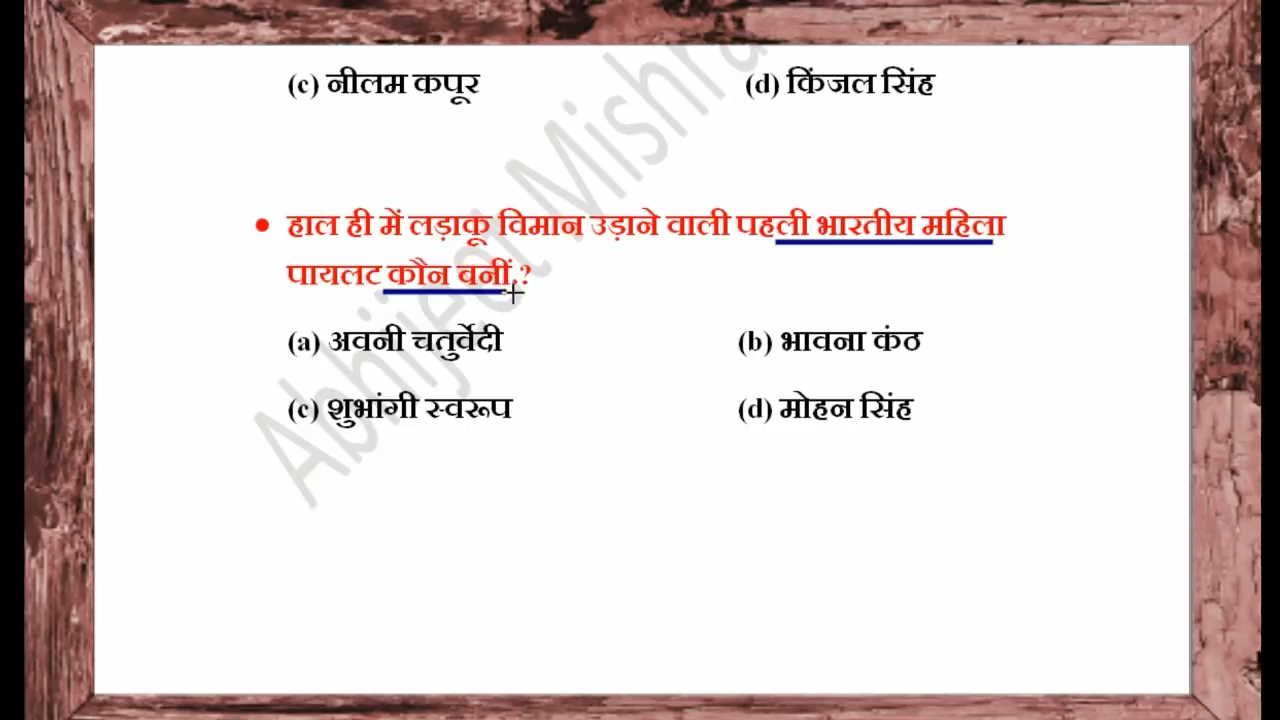 (c) नीलम कपूर (d) किंजल सिंह
• हाल ही में लड़ाकू विमान उड़ाने वाली पहली भारतीय महिला
पायलट कौन बनीं.?
(a) अवनी चतुर्वेदी (b) भावना कंठ
(c) शुभांगी स्वरूप (d) मोहन सिंह
Abhijeet Mishra